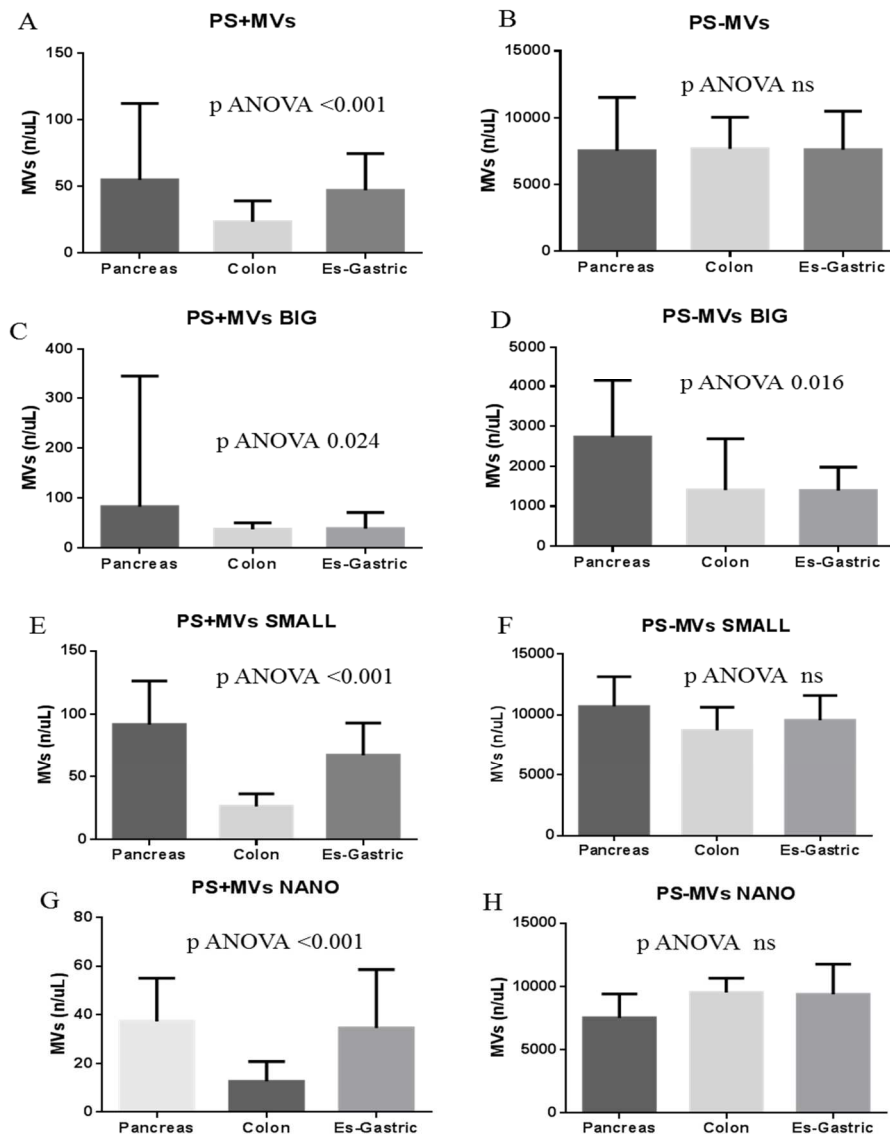 A
PS+MVs
150
100
50
0
MVs (n/uL)
p ANOVA <0.001
Pancreas Colon Es-Gastric
B
PS-MVs
15000
10000
5000
0
MVs (n/uL)
p ANOVA ns
Pancreas Colon Es-Gastric
C
PS+MVs BIG
400
300
200
100
0
MVs (n/uL)
p ANOVA 0.024
Pancreas Colon Es-Gastric
D
PS-MVs BIG
5000
4000
3000
2000
1000
0
MVs (n/uL)
p ANOVA 0.016
Pancreas Colon Es-Gastric
E
PS+MVs SMALL
150
100
50
0
MVs (n/uL)
p ANOVA <0.001
Pancreas Colon Es-Gastric
F
PS-MVs SMALL
15000
10000
5000
0
MVs (n/uL)
p ANOVA ns
Pancreas Colon Es-Gastric
G
PS+MVs NANO
80
60
40
20
0
MVs (n/uL)
p ANOVA <0.001
Pancreas Colon Es-Gastric
H
PS-MVs NANO
15000
10000
5000
0
MVs (n/uL)
p ANOVA ns
Pancreas Colon Es-Gastric